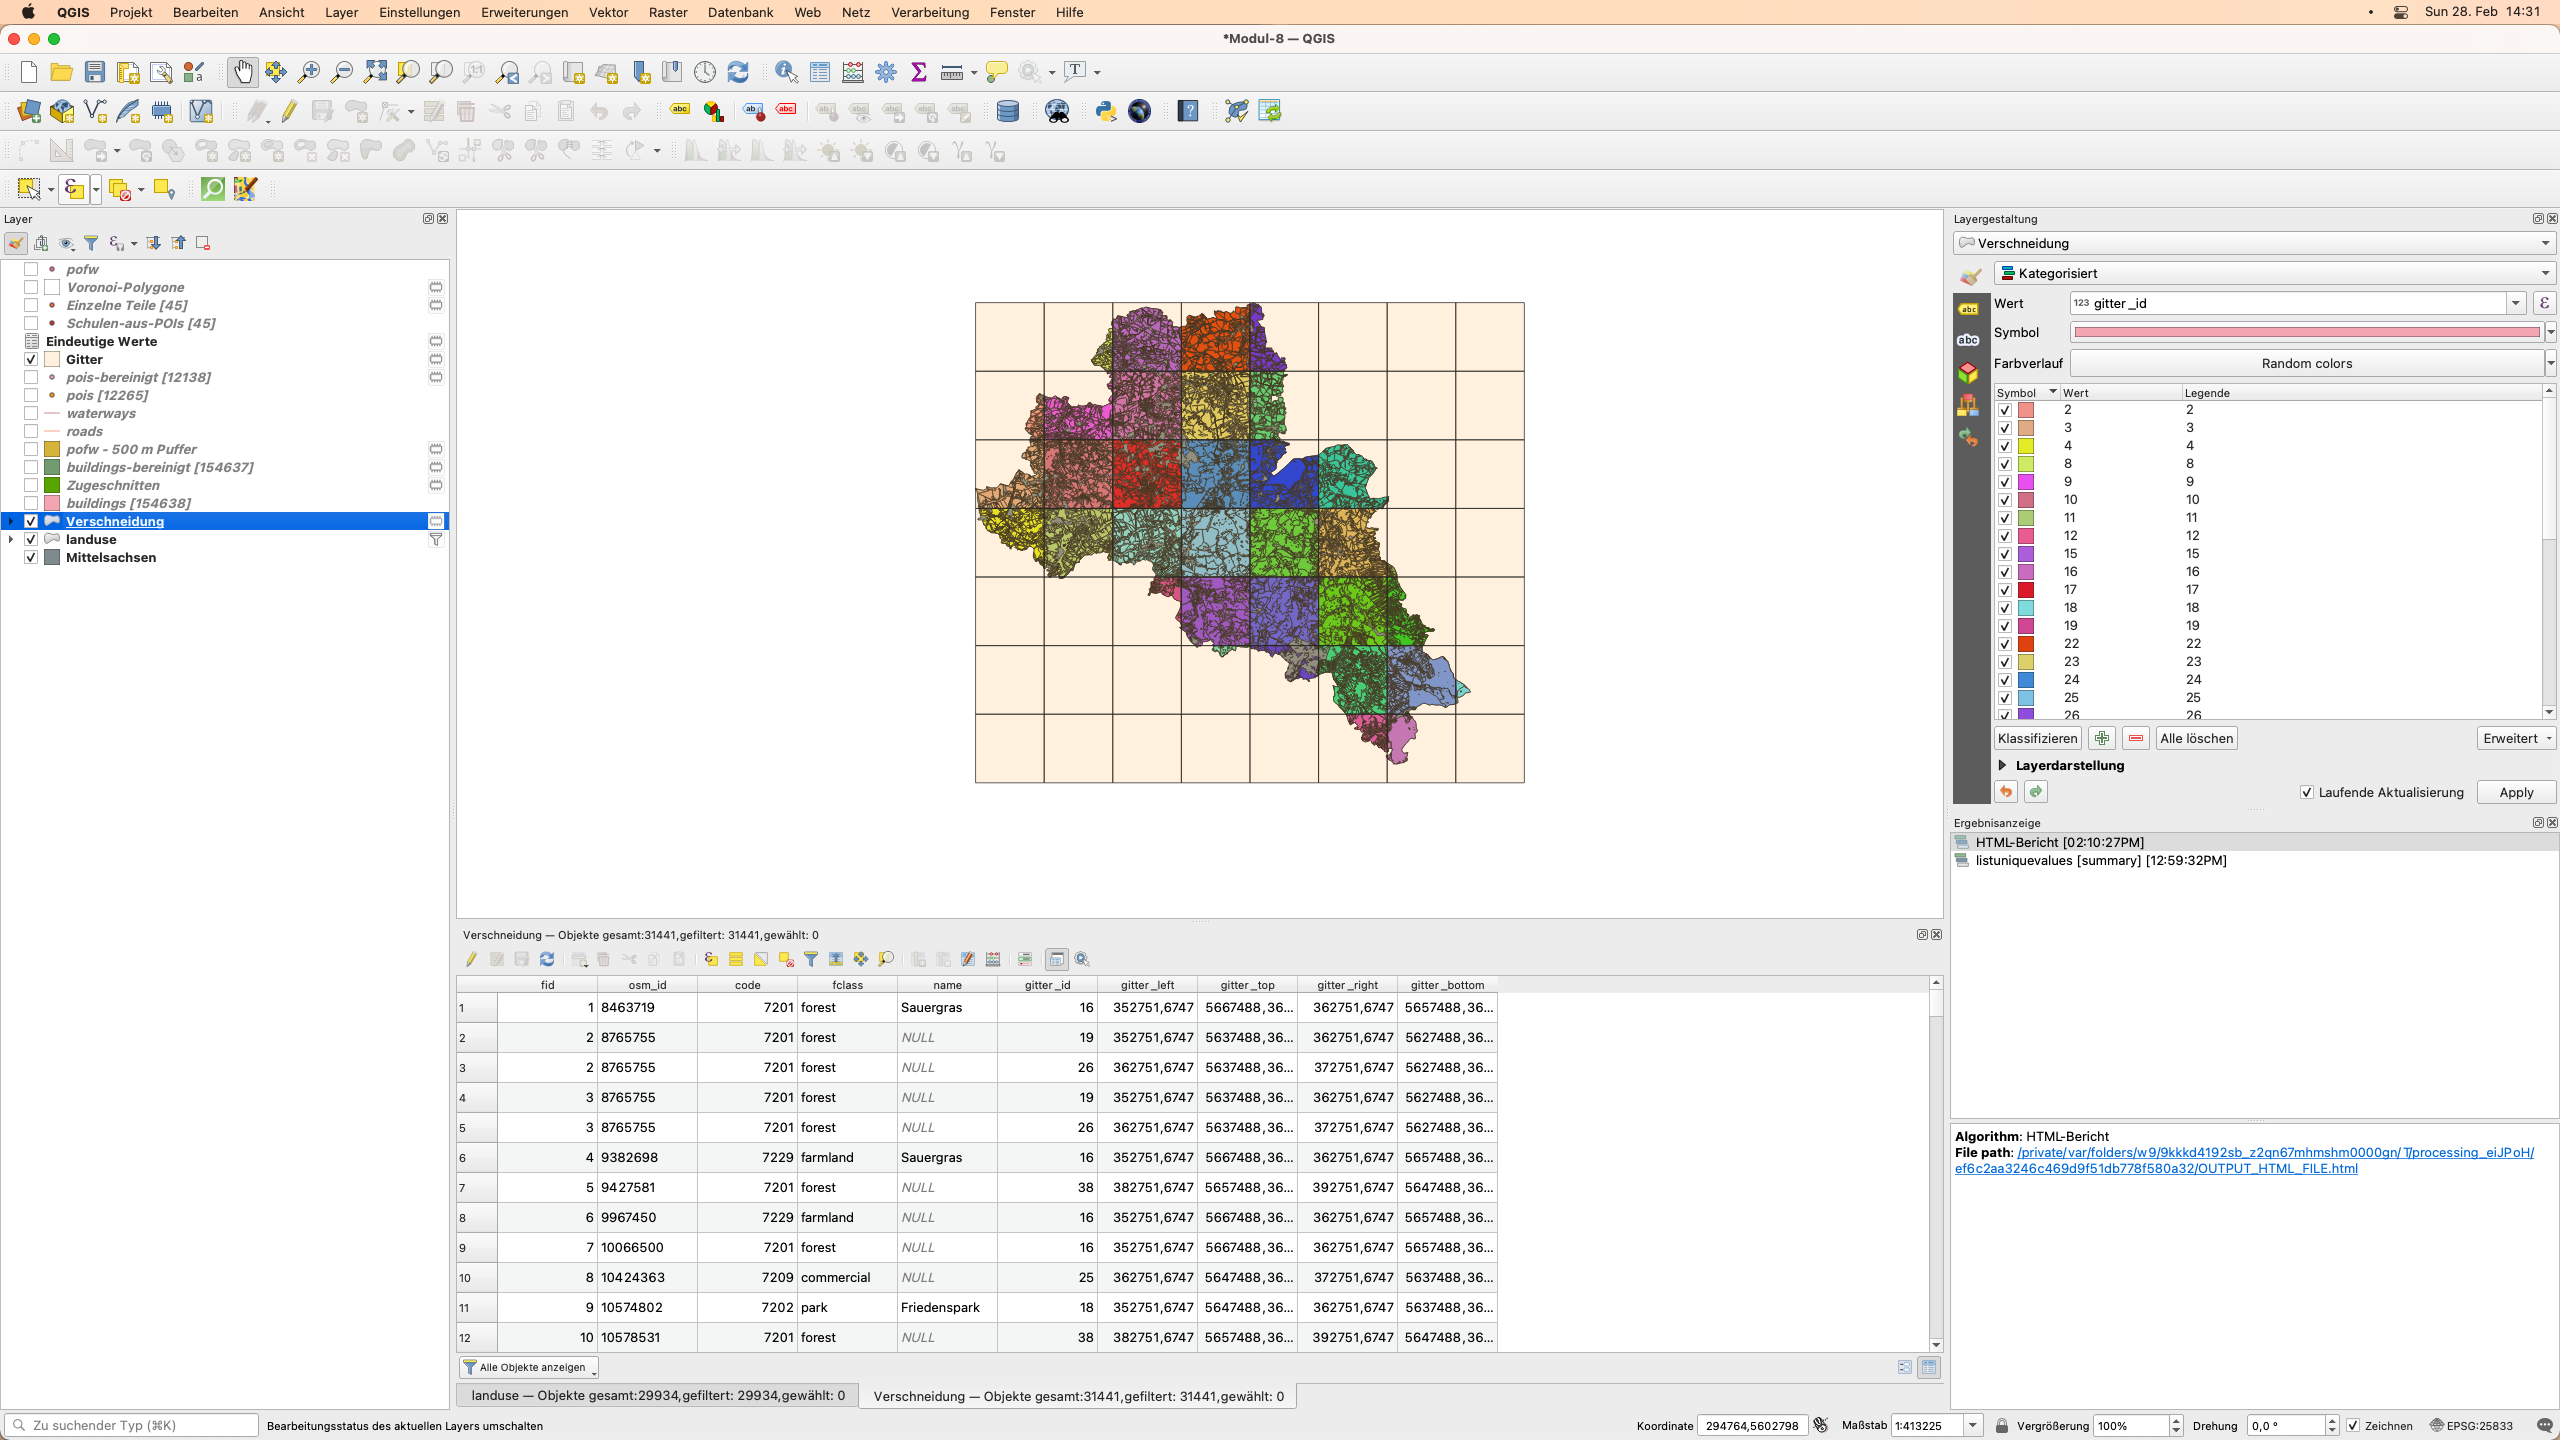 QGIS Projekt Bearbeiten Ansicht Layer Einstellungen Erweiterungen Vektor Raster Datenbank Web Netz Verarbeitung Fenster Hilfe Sun 28. Feb 14:31
*Modul-8 — QGIS
Layer
pofw
Voronoi-Polygone
Einzelne Teile [45]
Schulen-aus-POIs [45]
Eindeutige Werte
Gitter
pois-bereinigt [12138]
pois [12265]
waterways
roads
pofw - 500 m Puffer
buildings-bereinigt [154637]
Zugeschnitten
buildings [154638]
Verschneidung
landuse
Mittelsachsen
Layergestaltung
Verschneidung
Kategorisiert
Wert 123 gitter_id
Symbol
Farbverlauf Random colors
Symbol Wert Legende
2 2
3 3
4 4
8 8
9 9
10 10
11 11
12 12
15 15
16 16
17 17
18 18
19 19
22 22
23 23
24 24
25 25
26 26
Klassifizieren Alle löschen Erweitert
Layerdarstellung
Laufende Aktualisierung Apply
Ergebnisanzeige
HTML-Bericht [02:10:27PM]
listuniquevalues [summary] [12:59:32PM]
Algorithm: HTML-Bericht
File path: /private/var/folders/w9/9kkkd4192sb_z2qn67mhmshm0000gn/T/processing_eiJPoH/
ef6c2aa3246c469d9f51db778f580a32/OUTPUT_HTML_FILE.html
Verschneidung — Objekte gesamt:31441,gefiltert: 31441,gewählt: 0
fid osm_id code fclass name gitter_id gitter_left gitter_top gitter_right gitter_bottom
1 1 8463719 7201 forest Sauergras 16 352751,6747 5667488,36... 362751,6747 5657488,36...
2 2 8765755 7201 forest NULL 19 352751,6747 5637488,36... 362751,6747 5627488,36...
3 2 8765755 7201 forest NULL 26 362751,6747 5637488,36... 372751,6747 5627488,36...
4 3 8765755 7201 forest NULL 19 352751,6747 5637488,36... 362751,6747 5627488,36...
5 3 8765755 7201 forest NULL 26 362751,6747 5637488,36... 372751,6747 5627488,36...
6 4 9382698 7229 farmland Sauergras 16 352751,6747 5667488,36... 362751,6747 5657488,36...
7 5 9427581 7201 forest NULL 38 382751,6747 5657488,36... 392751,6747 5647488,36...
8 6 9967450 7229 farmland NULL 16 352751,6747 5667488,36... 362751,6747 5657488,36...
9 7 10066500 7201 forest NULL 16 352751,6747 5667488,36... 362751,6747 5657488,36...
10 8 10424363 7209 commercial NULL 25 362751,6747 5647488,36... 372751,6747 5637488,36...
11 9 10574802 7202 park Friedenspark 18 352751,6747 5647488,36... 362751,6747 5637488,36...
12 10 10578531 7201 forest NULL 38 382751,6747 5657488,36... 392751,6747 5647488,36...
Alle Objekte anzeigen
landuse — Objekte gesamt:29934,gefiltert: 29934,gewählt: 0 Verschneidung — Objekte gesamt:31441,gefiltert: 31441,gewählt: 0
Zu suchender Typ (⌘K) Bearbeitungsstatus des aktuellen Layers umschalten Koordinate 294764,5602798 Maßstab 1:413225 Vergrößerung 100% Drehung 0,0 ° Zeichnen EPSG:25833